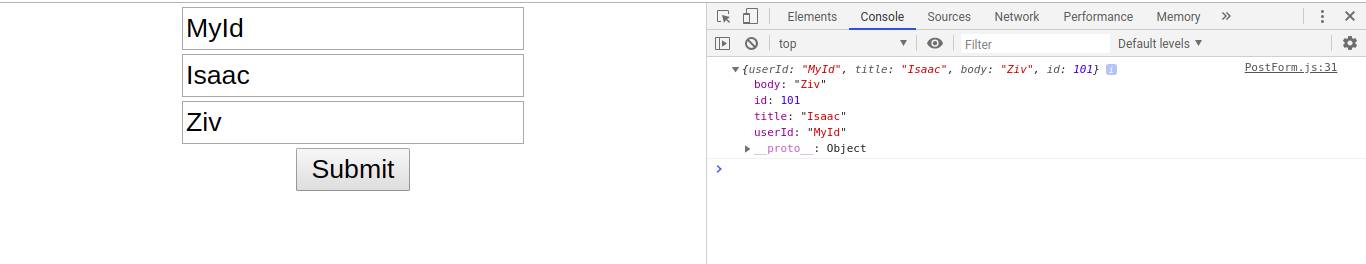 MyId
Isaac
Ziv
Submit
Elements Console Sources Network Performance Memory »
top Filter Default levels
{userId: "MyId", title: "Isaac", body: "Ziv", id: 101} i PostForm.js:31
body: "Ziv"
id: 101
title: "Isaac"
userId: "MyId"
__proto__: Object